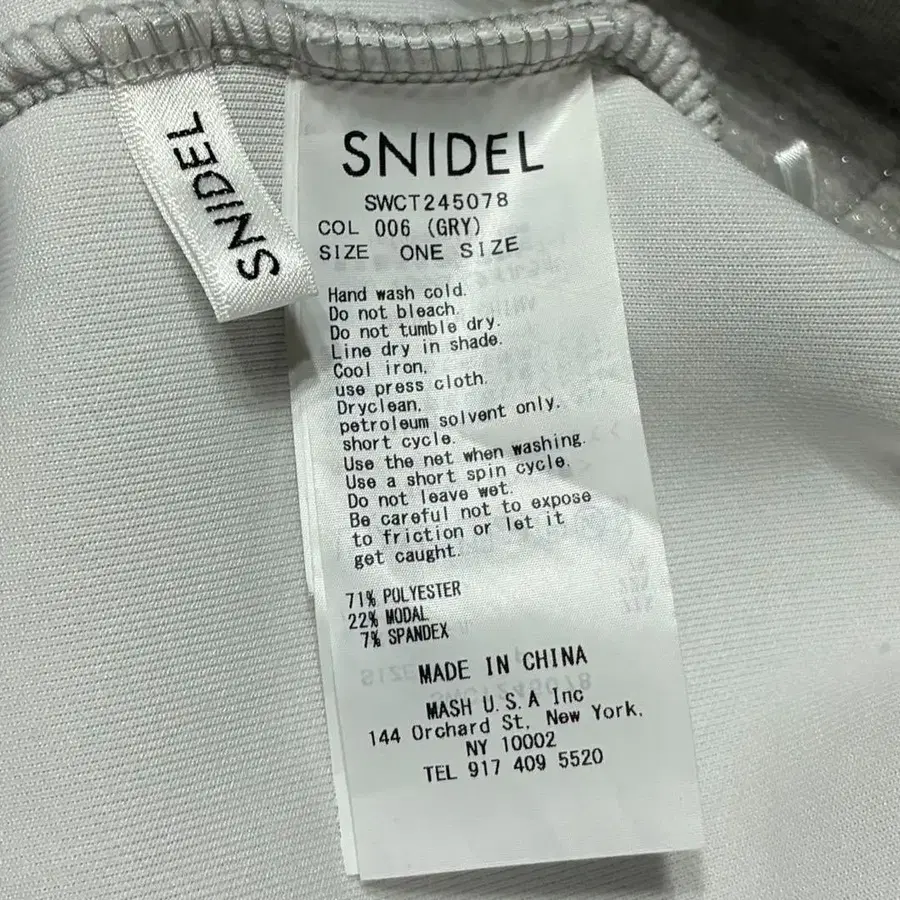 SNIDEL
SNIDEL
SWCT245078
COL 006 (GRY)
SIZE ONE SIZE
Hand wash cold.
Do not bleach.
Do not tumble dry.
Line dry in shade.
Cool iron,
use press cloth.
Dryclean,
petroleum solvent only.
short cycle.
Use the net when washing.
Use a short spin cycle.
Do not leave wet.
Be careful not to expose
to friction or let it
get caught.
71% POLYESTER
22% MODAL
7% SPANDEX
MADE IN CHINA
MASH U.S.A Inc
144 Orchard St, New York,
NY 10002
TEL 917 409 5520